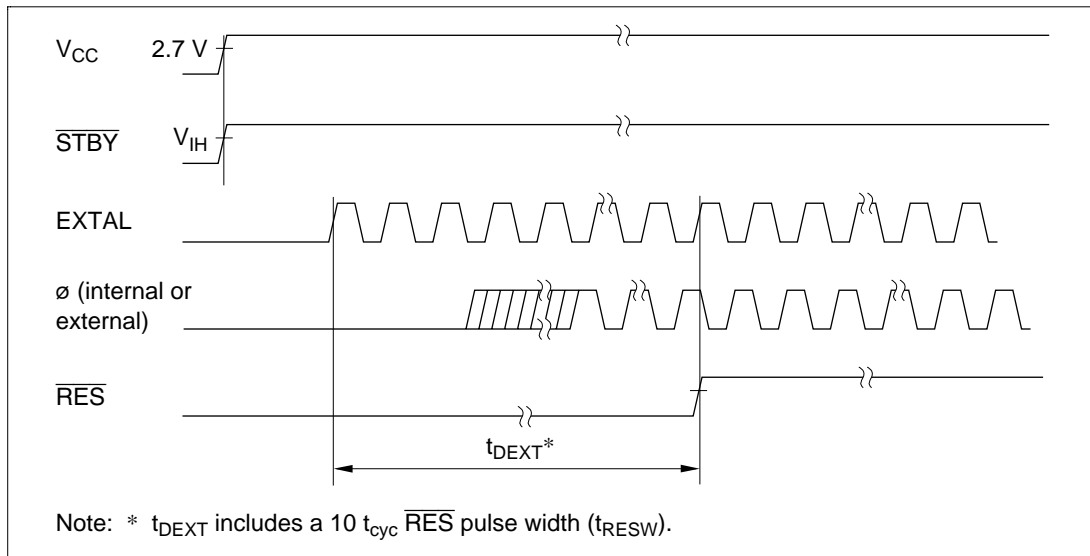 VCC 2.7 V
STBY VIH
EXTAL
ø (internal or
external)
RES
tDEXT*
Note: * tDEXT includes a 10 tcyc RES pulse width (tRESW).